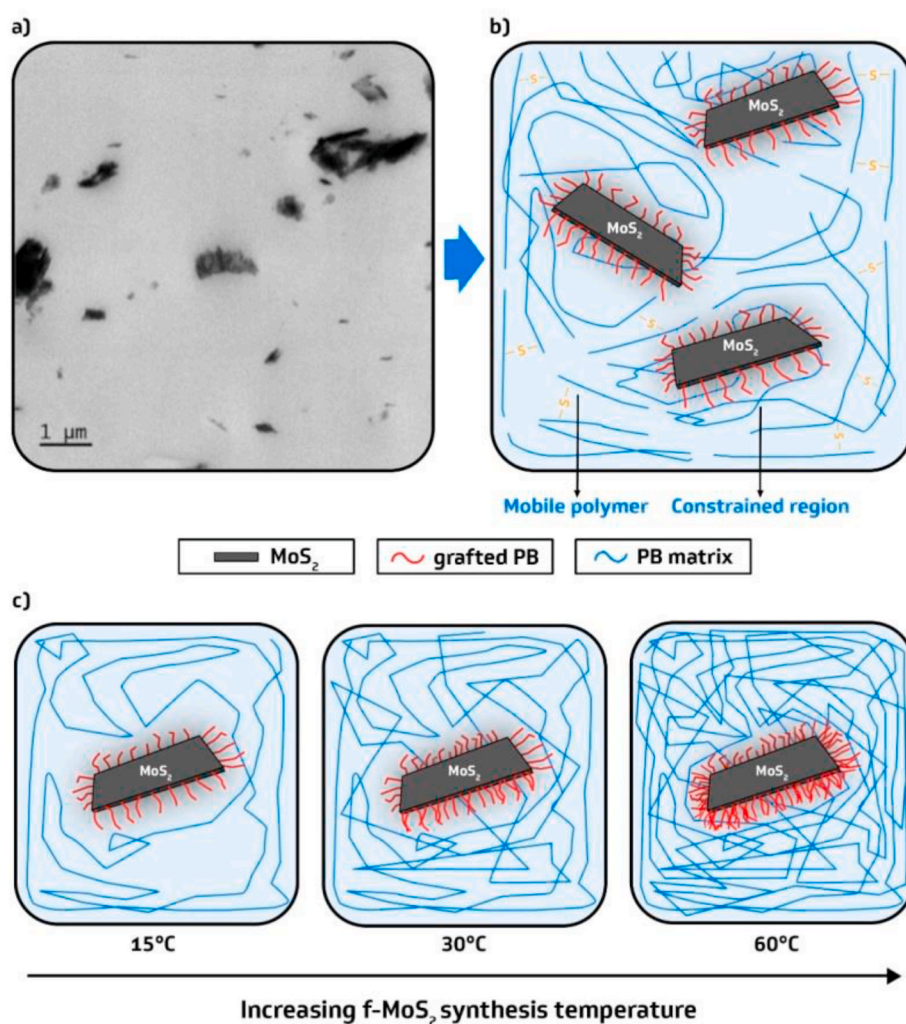 a)
1 µm
b)
MoS₂
MoS₂
MoS₂
-S-
-S-
-S-
-S-
-S-
-S-
-S-
-S-
-S-
Mobile polymer
Constrained region
MoS₂
grafted PB
PB matrix
c)
MoS₂
MoS₂
MoS₂
15°C
30°C
60°C
Increasing f-MoS₂ synthesis temperature